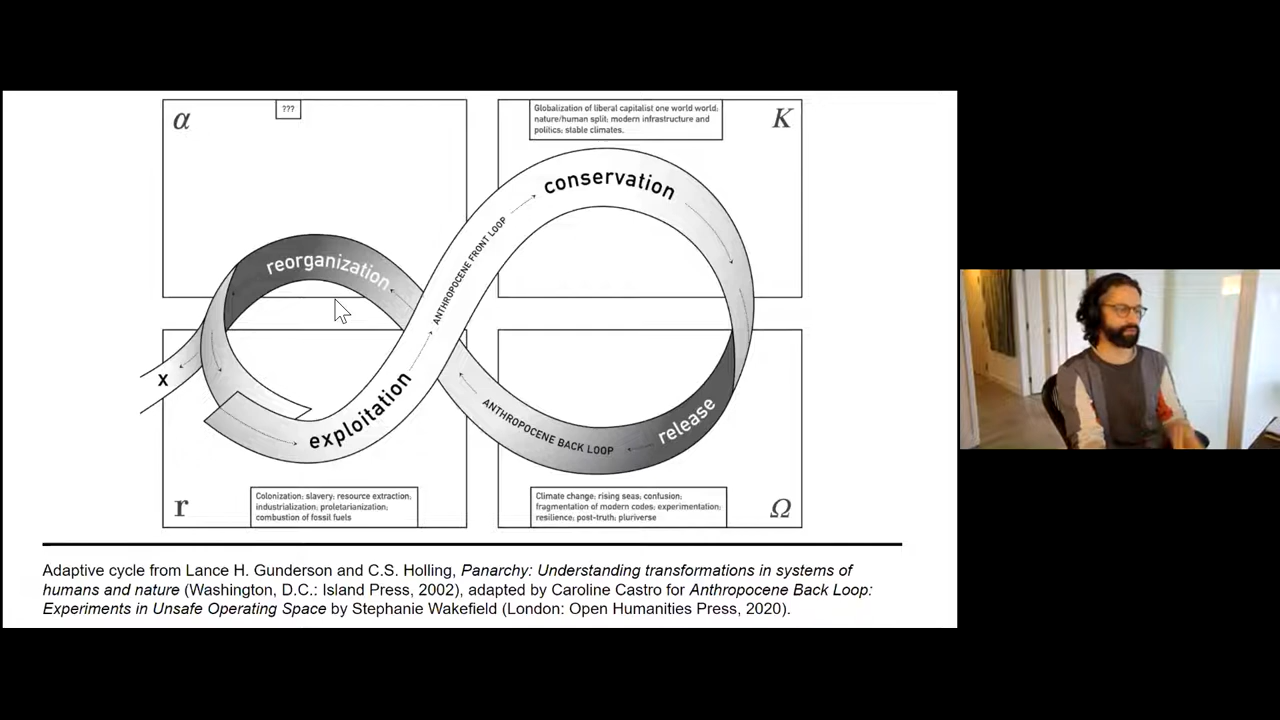 α
???
Globalization of liberal capitalist one world world;
nature/human split; modern infrastructure and
politics; stable climates.
K
conservation
ANTHROPOCENE FRONT LOOP
reorganization
x
exploitation
ANTHROPOCENE BACK LOOP
release
r
Colonization; slavery; resource extraction;
industrialization; proletarianization;
combustion of fossil fuels
Climate change; rising seas; confusion;
fragmentation of modern codes; experimentation;
resilience; post-truth; pluriverse
Ω
Adaptive cycle from Lance H. Gunderson and C.S. Holling, Panarchy: Understanding transformations in systems of
humans and nature (Washington, D.C.: Island Press, 2002), adapted by Caroline Castro for Anthropocene Back Loop:
Experiments in Unsafe Operating Space by Stephanie Wakefield (London: Open Humanities Press, 2020).